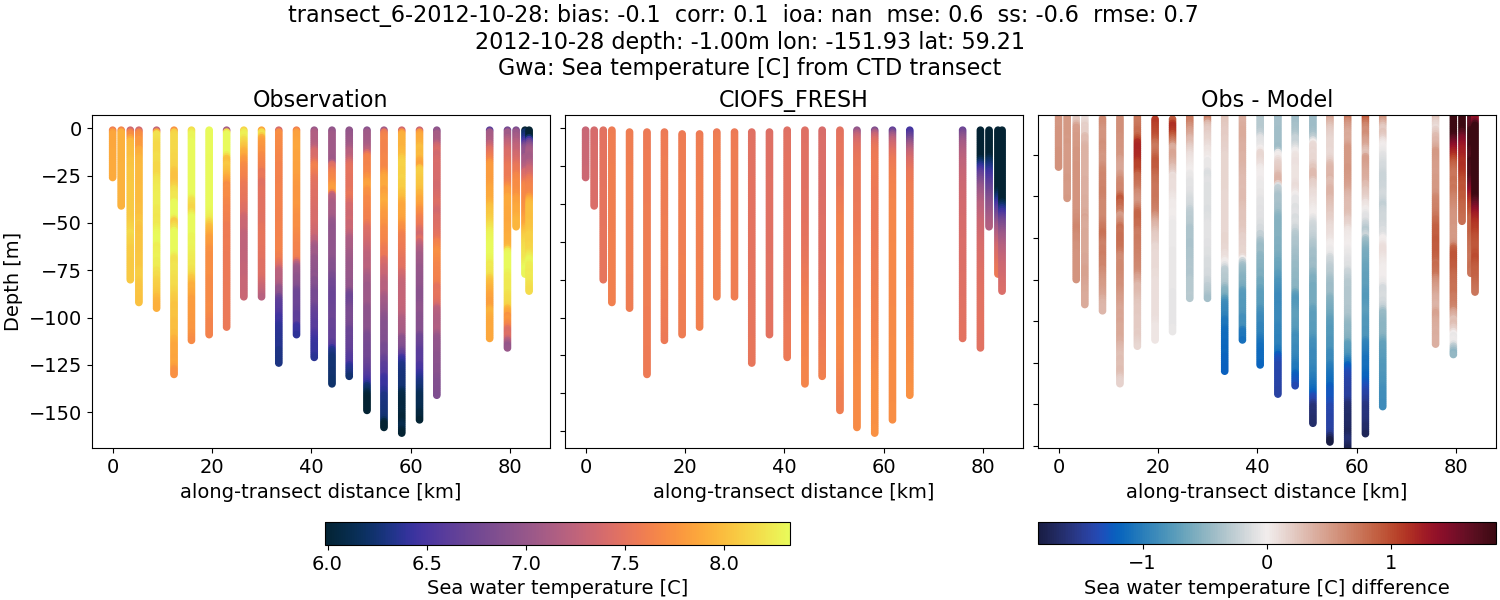 transect_6-2012-10-28: bias: -0.1  corr: 0.1  ioa: nan  mse: 0.6  ss: -0.6  rmse: 0.7
2012-10-28 depth: -1.00m lon: -151.93 lat: 59.21
Gwa: Sea temperature [C] from CTD transect
Observation
CIOFS_FRESH
Obs - Model
Depth [m]
0
−25
−50
−75
−100
−125
−150
0 20 40 60 80
0 20 40 60 80
0 20 40 60 80
along-transect distance [km]
along-transect distance [km]
along-transect distance [km]
6.0 6.5 7.0 7.5 8.0
Sea water temperature [C]
−1 0 1
Sea water temperature [C] difference